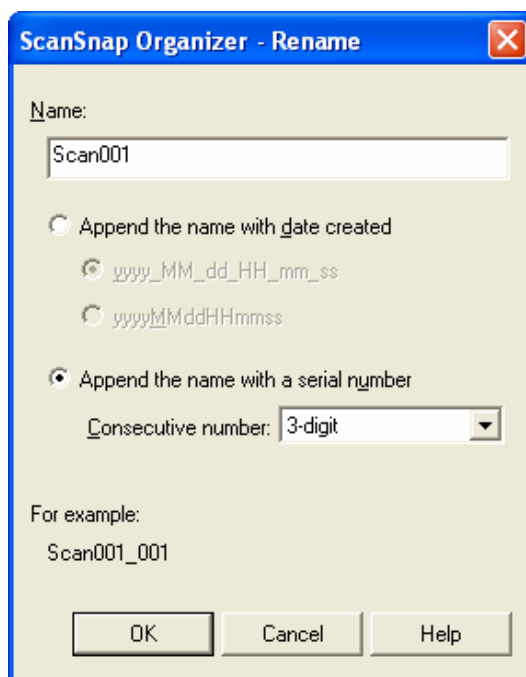 ScanSnap Organizer - Rename
Name:
Scan001
Append the name with date created
yyyy_MM_dd_HH_mm_ss
yyyyMMddHHmmss
Append the name with a serial number
Consecutive number: 3-digit
For example:
Scan001_001
OK Cancel Help